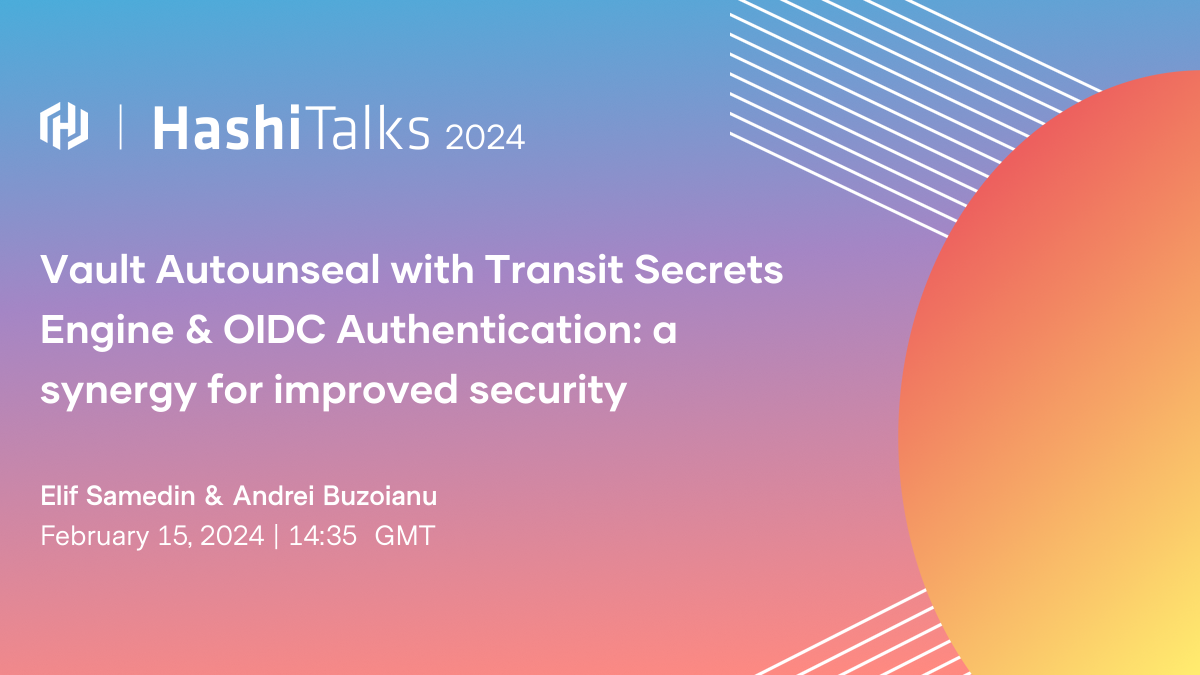 HashiTalks 2024
Vault Autounseal with Transit Secrets
Engine & OIDC Authentication: a
synergy for improved security
Elif Samedin & Andrei Buzoianu
February 15, 2024 | 14:35 GMT